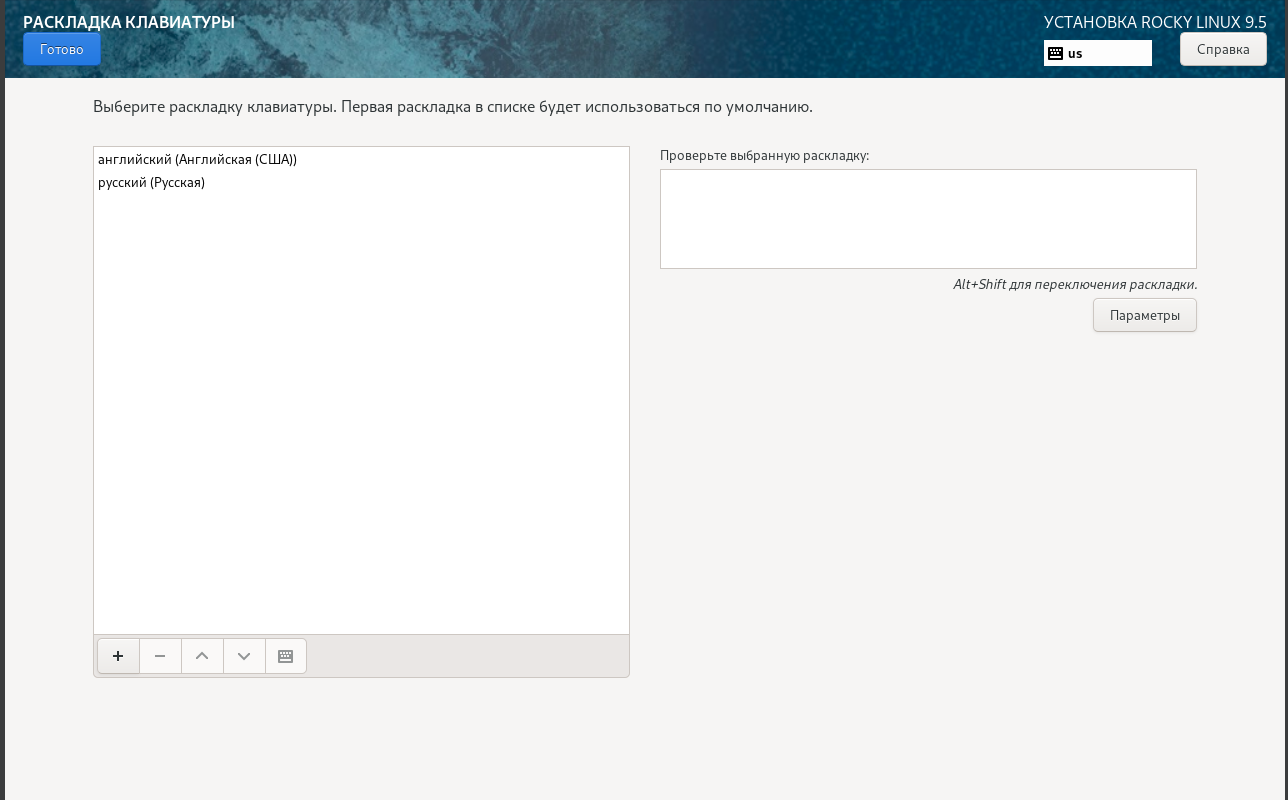 РАСКЛАДКА КЛАВИАТУРЫ
УСТАНОВКА ROCKY LINUX 9.5
Готово
us
Справка
Выберите раскладку клавиатуры. Первая раскладка в списке будет использоваться по умолчанию.
английский (Английская (США))
русский (Русская)
Проверьте выбранную раскладку:
Alt+Shift для переключения раскладки.
Параметры